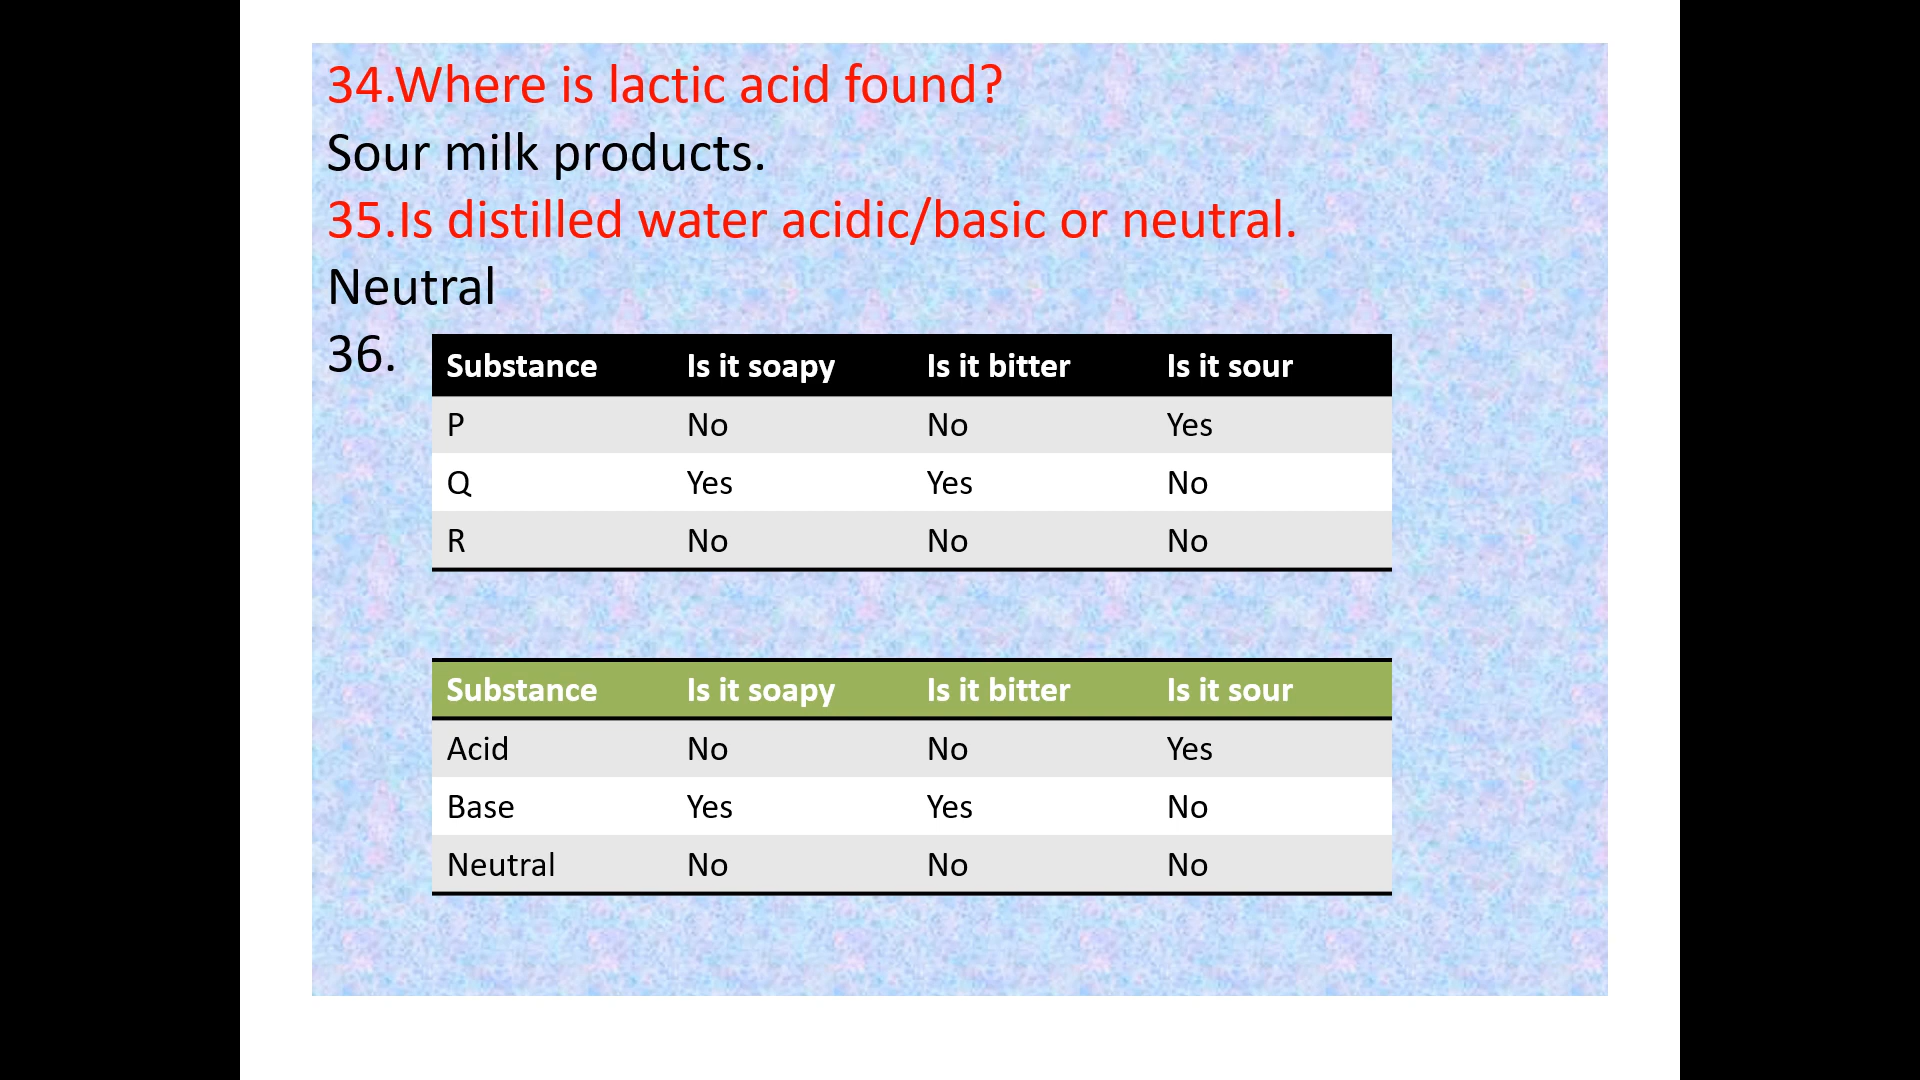 34.Where is lactic acid found?
Sour milk products.
35.Is distilled water acidic/basic or neutral.
Neutral
36.
Substance Is it soapy Is it bitter Is it sour
P No No Yes
Q Yes Yes No
R No No No
Substance Is it soapy Is it bitter Is it sour
Acid No No Yes
Base Yes Yes No
Neutral No No No